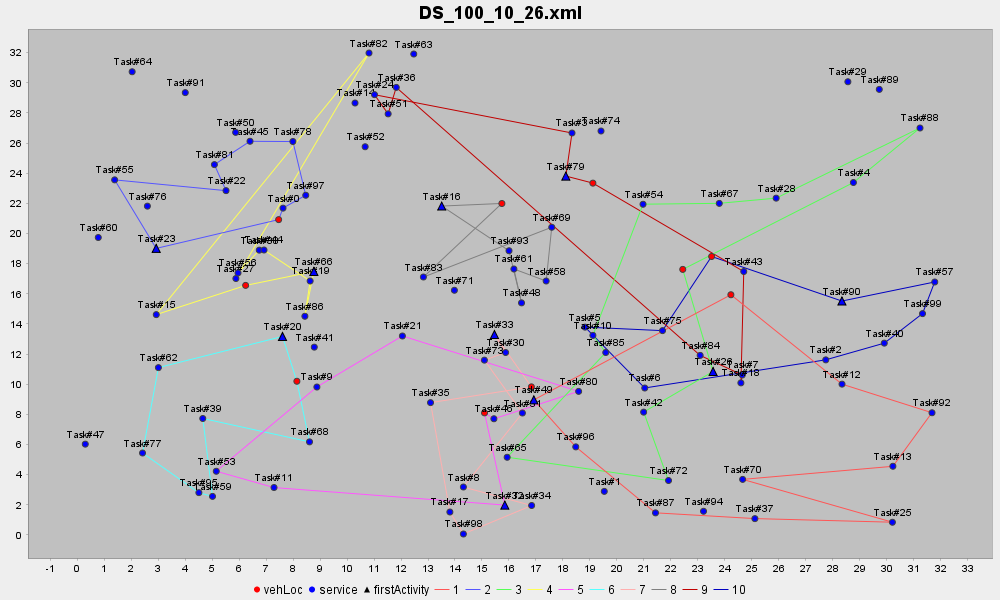 DS_100_10_26.xml
Task#82
Task#63
Task#64
Task#91
Task#24
Task#36
Task#14
Task#51
Task#29
Task#89
Task#50
Task#45
Task#78
Task#52
Task#3
Task#74
Task#88
Task#81
Task#55
Task#22
Task#97
Task#79
Task#4
Task#76
Task#0
Task#16
Task#54
Task#67
Task#28
Task#60
Task#23
Task#69
Task#93
Task#56
Task#27
Task#66
Task#19
Task#83
Task#61
Task#58
Task#71
Task#48
Task#43
Task#57
Task#90
Task#15
Task#86
Task#99
Task#20
Task#41
Task#21
Task#33
Task#5
Task#10
Task#75
Task#30
Task#73
Task#85
Task#84
Task#40
Task#2
Task#62
Task#9
Task#26
Task#7
Task#18
Task#6
Task#12
Task#80
Task#35
Task#49
Task#39
Task#46
Task#42
Task#92
Task#47
Task#77
Task#68
Task#96
Task#65
Task#53
Task#11
Task#8
Task#1
Task#72
Task#70
Task#13
Task#95
Task#59
Task#17
Task#32
Task#34
Task#98
Task#87
Task#94
Task#37
Task#25
32
30
28
26
24
22
20
18
16
14
12
10
8
6
4
2
0
-1 0 1 2 3 4 5 6 7 8 9 10 11 12 13 14 15 16 17 18 19 20 21 22 23 24 25 26 27 28 29 30 31 32 33
vehLoc service firstActivity 1 2 3 4 5 6 7 8 9 10